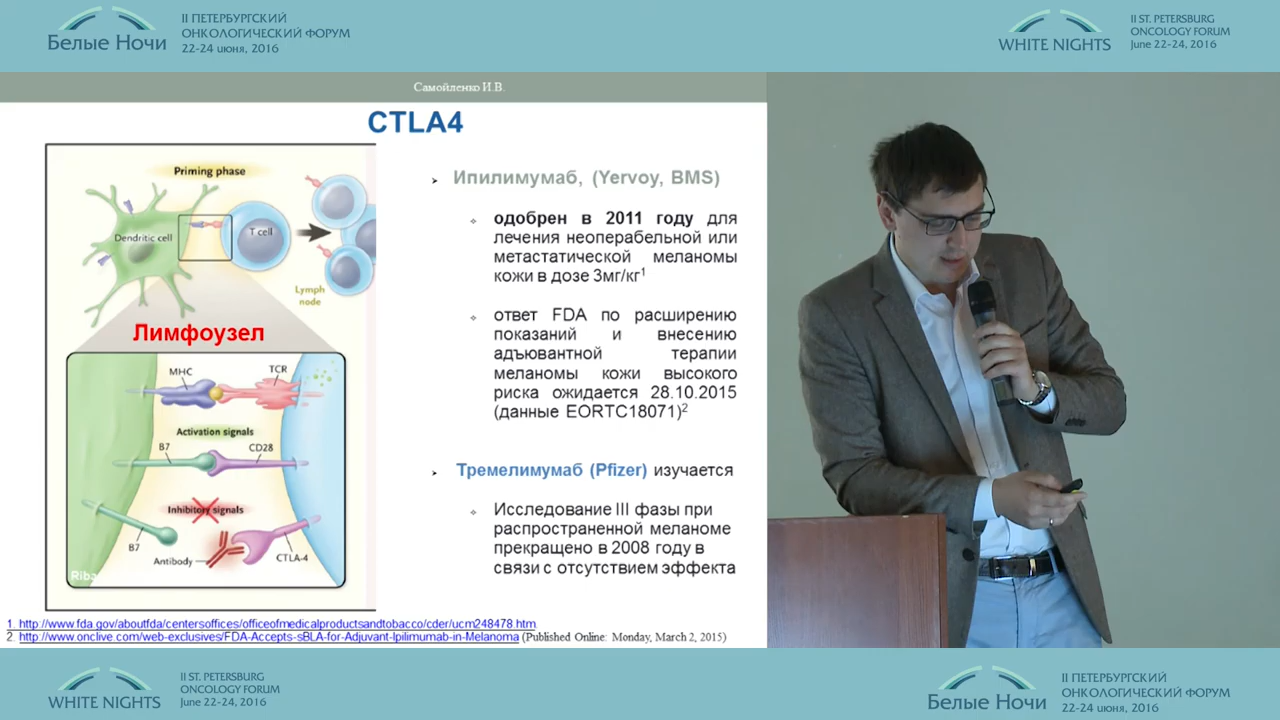 II ПЕТЕРБУРГСКИЙ
ОНКОЛОГИЧЕСКИЙ ФОРУМ
Белые Ночи
22-24 июня, 2016
II ST. PETERSBURG
ONCOLOGY FORUM
WHITE NIGHTS
June 22-24, 2016
Самойленко И.В.
CTLA4
Priming phase
Dendritic cell
T cell
Lymph
node
Лимфоузел
MHC
TCR
Activation signals
B7
CD28
Inhibitory signals
B7
Antibody
CTLA-4
Riba
Ипилимумаб, (Yervoy, BMS)
одобрен в 2011 году для
лечения неоперабельной или
метастатической меланомы
кожи в дозе 3мг/кг1
ответ FDA по расширению
показаний и внесению
адъювантной терапии
меланомы кожи высокого
риска ожидается 28.10.2015
(данные EORTC18071)2
Тремелимумаб (Pfizer) изучается
Исследование III фазы при
распространенной меланоме
прекращено в 2008 году в
связи с отсутствием эффекта
1. http://www.fda.gov/aboutfda/centersoffices/officeofmedicalproductsandtobacco/cder/ucm248478.htm.
2. http://www.onclive.com/web-exclusives/FDA-Accepts-sBLA-for-Adjuvant-Ipilimumab-in-Melanoma (Published Online: Monday, March 2, 2015)
WHITE NIGHTS
II ST. PETERSBURG
ONCOLOGY FORUM
June 22-24, 2016
Белые Ночи
II ПЕТЕРБУРГСКИЙ
ОНКОЛОГИЧЕСКИЙ ФОРУМ
22-24 июня, 2016